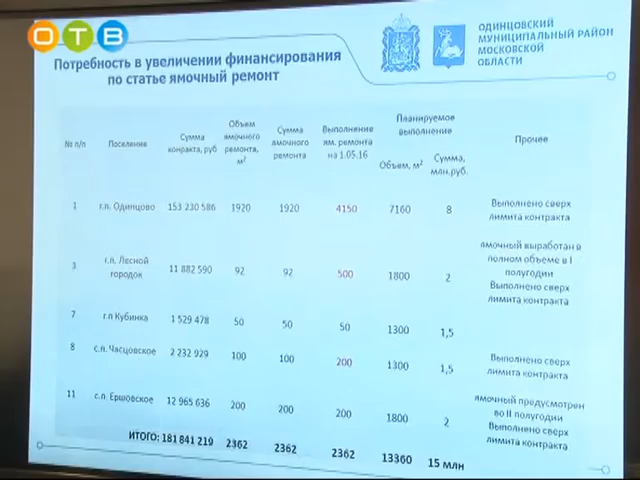 ОТВ
ОДИНЦОВСКИЙ
МУНИЦИПАЛЬНЫЙ РАЙОН
МОСКОВСКОЙ
ОБЛАСТИ
Потребность в увеличении финансирования
по статье ямочный ремонт
№ п/п Поселение Сумма контракта, руб Объем ямочного ремонта, м² Сумма ямочного ремонта Выполнение ям. ремонта на 1.05.16 Планируемое выполнение Объем, м² Сумма, млн.руб. Прочее
1 г.п. Одинцово 153 230 586 1920 1920 4150 7160 8 Выполнено сверх лимита контракта
3 г.п. Лесной городок 11 882 590 92 92 500 1800 2 ямочный выработан в полном объеме в I полугодии Выполнено сверх лимита контракта
7 г.п Кубинка 1 529 478 50 50 50 1300 1,5
8 с.п. Часцовское 2 232 929 100 100 200 1300 1,5 Выполнено сверх лимита контракта
11 с.п. Ершовское 12 965 636 200 200 200 1800 2 ямочный предусмотрен во II полугодии Выполнено сверх лимита контракта
ИТОГО: 181 841 219 2362 2362 2362 13360 15 млн